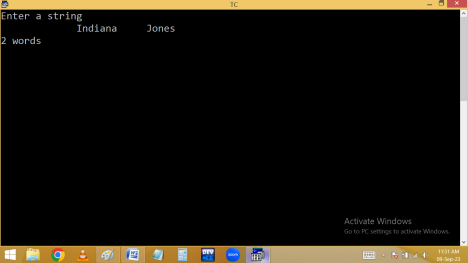 TC
Enter a string
Indiana Jones
2 words
Activate Windows
Go to PC settings to activate Windows.
11:51 AM
08-Sep-23